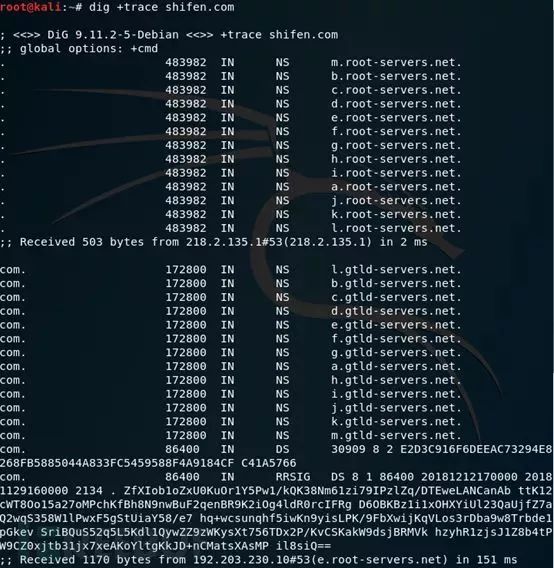 root@kali:~# dig +trace shifen.com
; <<>> DiG 9.11.2-5-Debian <<>> +trace shifen.com
;; global options: +cmd
. 483982 IN NS m.root-servers.net.
. 483982 IN NS b.root-servers.net.
. 483982 IN NS c.root-servers.net.
. 483982 IN NS d.root-servers.net.
. 483982 IN NS e.root-servers.net.
. 483982 IN NS f.root-servers.net.
. 483982 IN NS g.root-servers.net.
. 483982 IN NS h.root-servers.net.
. 483982 IN NS i.root-servers.net.
. 483982 IN NS a.root-servers.net.
. 483982 IN NS j.root-servers.net.
. 483982 IN NS k.root-servers.net.
. 483982 IN NS l.root-servers.net.
;; Received 503 bytes from 218.2.135.1#53(218.2.135.1) in 2 ms
com. 172800 IN NS l.gtld-servers.net.
com. 172800 IN NS b.gtld-servers.net.
com. 172800 IN NS c.gtld-servers.net.
com. 172800 IN NS d.gtld-servers.net.
com. 172800 IN NS e.gtld-servers.net.
com. 172800 IN NS f.gtld-servers.net.
com. 172800 IN NS g.gtld-servers.net.
com. 172800 IN NS a.gtld-servers.net.
com. 172800 IN NS h.gtld-servers.net.
com. 172800 IN NS i.gtld-servers.net.
com. 172800 IN NS j.gtld-servers.net.
com. 172800 IN NS k.gtld-servers.net.
com. 172800 IN NS m.gtld-servers.net.
com. 86400 IN DS 30909 8 2 E2D3C916F6DEEAC73294E8
268FB5885044A833FC5459588F4A9184CF C41A5766
com. 86400 IN RRSIG DS 8 1 86400 20181212170000 2018
1129160000 2134 . ZfXIob1oZxU0KuOr1Y5Pw1/kQK38Nm61zi79IPzlZq/DTEweLANCanAb ttK12
cWT8Oo15a27oMPchKfBh8N9nwBuF2qenBR9K2iOg4ldR0rcIFRg D6OBKBz1i1xOHXYiUl23QaUjfZ7a
Q2wqS358W1lPwxF5gStUiaY58/e7 hq+wcsunqhf5iwKn9yisLPK/9FbXwijKqVLos3rDba9w8Trbde1
pGkev SriBQuS52q5L5Kdl1QywZZ9zWKysXt756TDx2P/KvCSKakW9dsjBRMVk hzyhR1zjsJ1Z8b4tP
W9CZ0xjtb31jx7xeAKoYltgKkJD+nCMatsXAsMP il8siQ==
;; Received 1170 bytes from 192.203.230.10#53(e.root-servers.net) in 151 ms